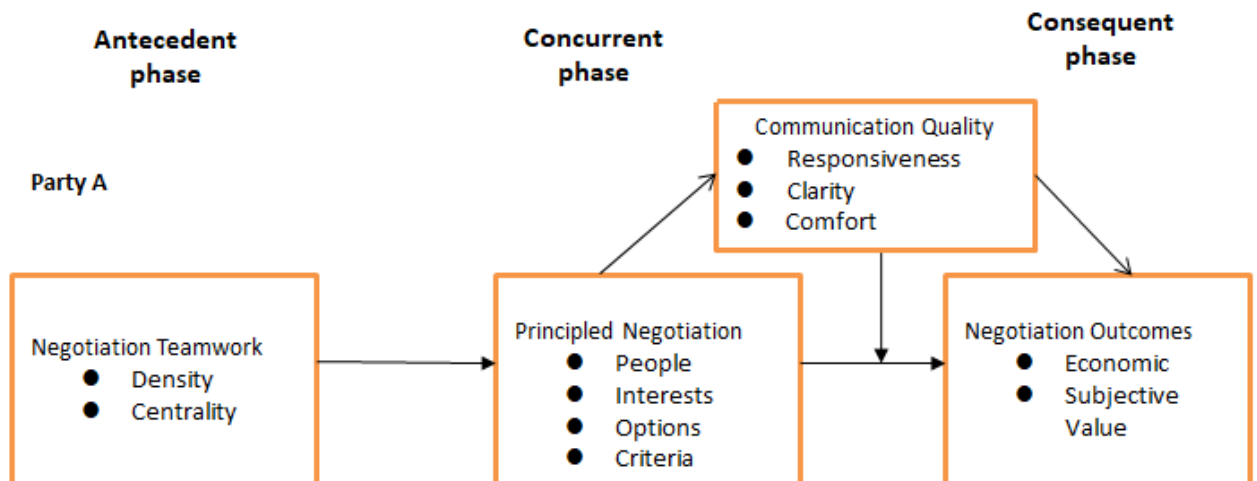 Antecedent
phase
Concurrent
phase
Consequent
phase
Party A
Communication Quality
● Responsiveness
● Clarity
● Comfort
Negotiation Teamwork
● Density
● Centrality
Principled Negotiation
● People
● Interests
● Options
● Criteria
Negotiation Outcomes
● Economic
● Subjective
Value